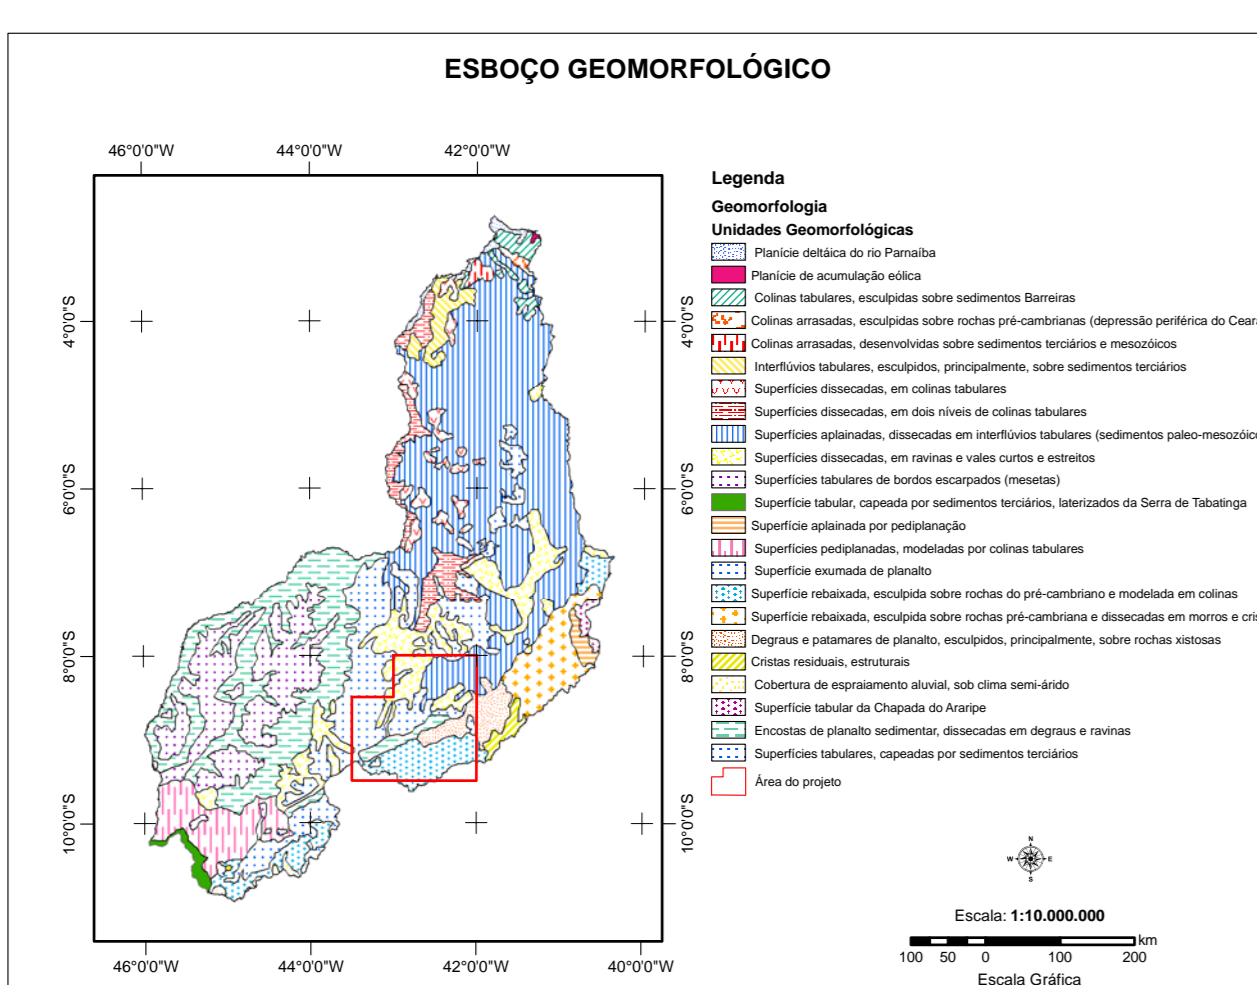 ESBOÇO GEOMORFOLÓGICO
46°0'0"W 44°0'0"W 42°0'0"W
4°0'0"S 4°0'0"S
6°0'0"S 6°0'0"S
8°0'0"S 8°0'0"S
10°0'0"S 10°0'0"S
46°0'0"W 44°0'0"W 42°0'0"W 40°0'0"W
Legenda
Geomorfologia
Unidades Geomorfológicas
Planície deltáica do rio Parnaíba
Planície de acumulação eólica
Colinas tabulares, esculpidas sobre sedimentos Barreiras
Colinas arrasadas, esculpidas sobre rochas pré-cambrianas (depressão periférica do Ceará
Colinas arrasadas, desenvolvidas sobre sedimentos terciários e mesozóicos
Interflúvios tabulares, esculpidos, principalmente, sobre sedimentos terciários
Superfícies dissecadas, em colinas tabulares
Superfícies dissecadas, em dois níveis de colinas tabulares
Superfícies aplainadas, dissecadas em interflúvios tabulares (sedimentos paleo-mesozóico
Superfícies dissecadas, em ravinas e vales curtos e estreitos
Superfícies tabulares de bordos escarpados (mesetas)
Superfície tabular, capeada por sedimentos terciários, laterizados da Serra de Tabatinga
Superfície aplainada por pediplanação
Superfícies pediplanadas, modeladas por colinas tabulares
Superfície exumada de planalto
Superfície rebaixada, esculpida sobre rochas do pré-cambriano e modelada em colinas
Superfície rebaixada, esculpida sobre rochas pré-cambriana e dissecadas em morros e cris
Degraus e patamares de planalto, esculpidos, principalmente, sobre rochas xistosas
Cristas residuais, estruturais
Cobertura de espraiamento aluvial, sob clima semi-árido
Superfície tabular da Chapada do Araripe
Encostas de planalto sedimentar, dissecadas em degraus e ravinas
Superfícies tabulares, capeadas por sedimentos terciários
Área do projeto
N
W E
S
Escala: 1:10.000.000
km
100 50 0 100 200
Escala Gráfica